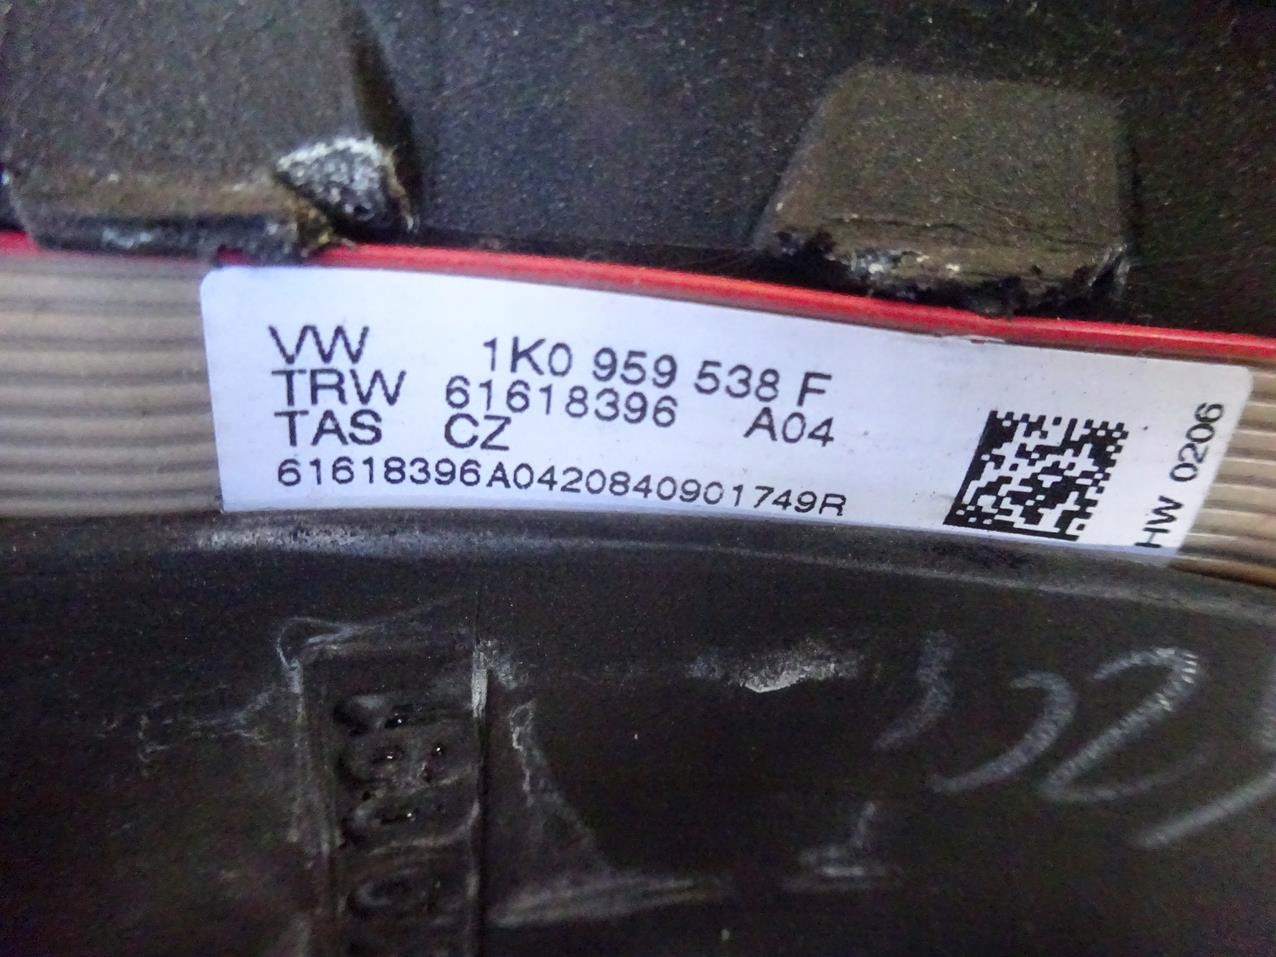 VW 1K0 959 538 F
TRW 61618396 A04
TAS CZ
61618396A0420840901749R
HW 0206